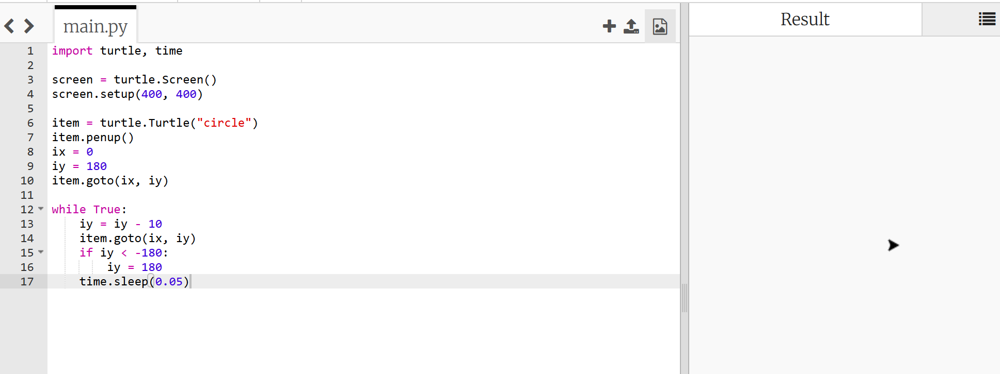 main.py
Result
1 import turtle, time
2
3 screen = turtle.Screen()
4 screen.setup(400, 400)
5
6 item = turtle.Turtle("circle")
7 item.penup()
8 ix = 0
9 iy = 180
10 item.goto(ix, iy)
11
12 while True:
13     iy = iy - 10
14     item.goto(ix, iy)
15     if iy < -180:
16         iy = 180
17     time.sleep(0.05)